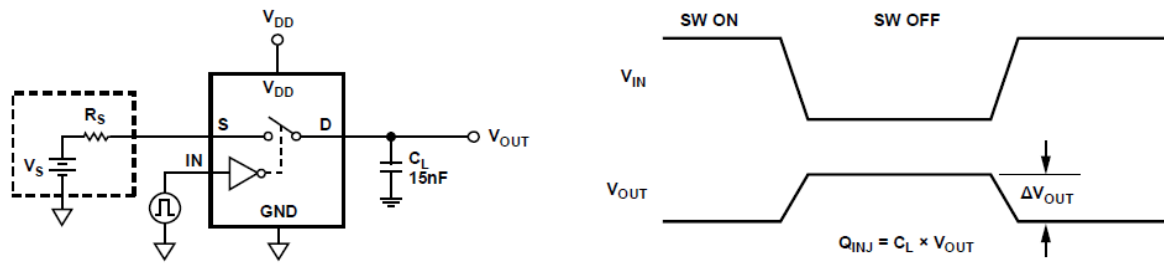 VDD
VDD
RS
S
D
VOUT
VS
IN
CL
15nF
GND
SW ON
SW OFF
VIN
VOUT
ΔVOUT
QINJ = CL × VOUT